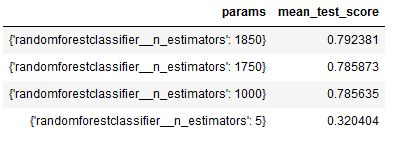 params mean_test_score
{'randomforestclassifier__n_estimators': 1850} 0.792381
{'randomforestclassifier__n_estimators': 1750} 0.785873
{'randomforestclassifier__n_estimators': 1000} 0.785635
{'randomforestclassifier__n_estimators': 5} 0.320404